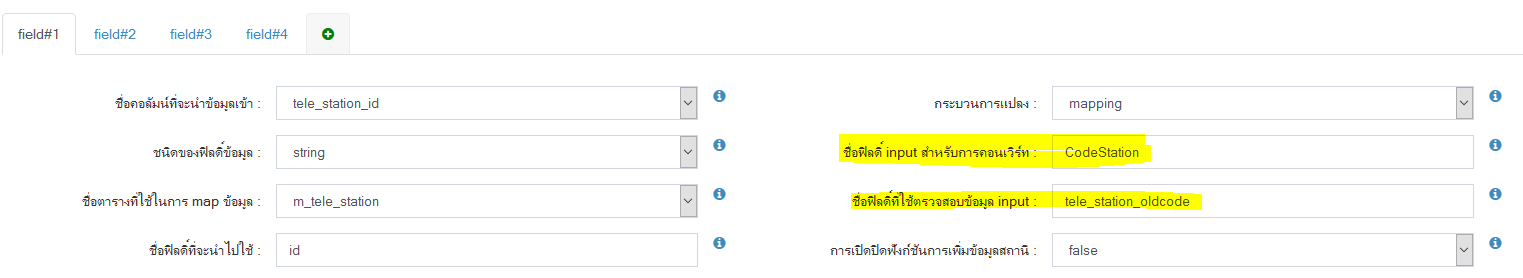 field#1 field#2 field#3 field#4
ชื่อคอลัมน์ที่จะนำข้อมูลเข้า : tele_station_id กระบวนการแปลง : mapping
ชนิดของฟิลดิ์ข้อมูล : string ชื่อฟิลดิ์ input สำหรับการคอนเวิร์ท : CodeStation
ชื่อตารางที่ใช้ในการ map ข้อมูล : m_tele_station ชื่อฟิลดิ์ที่ใช้ตรวจสอบข้อมูล input : tele_station_oldcode
ชื่อฟิลดิ์ที่จะนำไปใช้ : id การเปิดปิดฟังก์ชันการเพิ่มข้อมูลสถานี : false